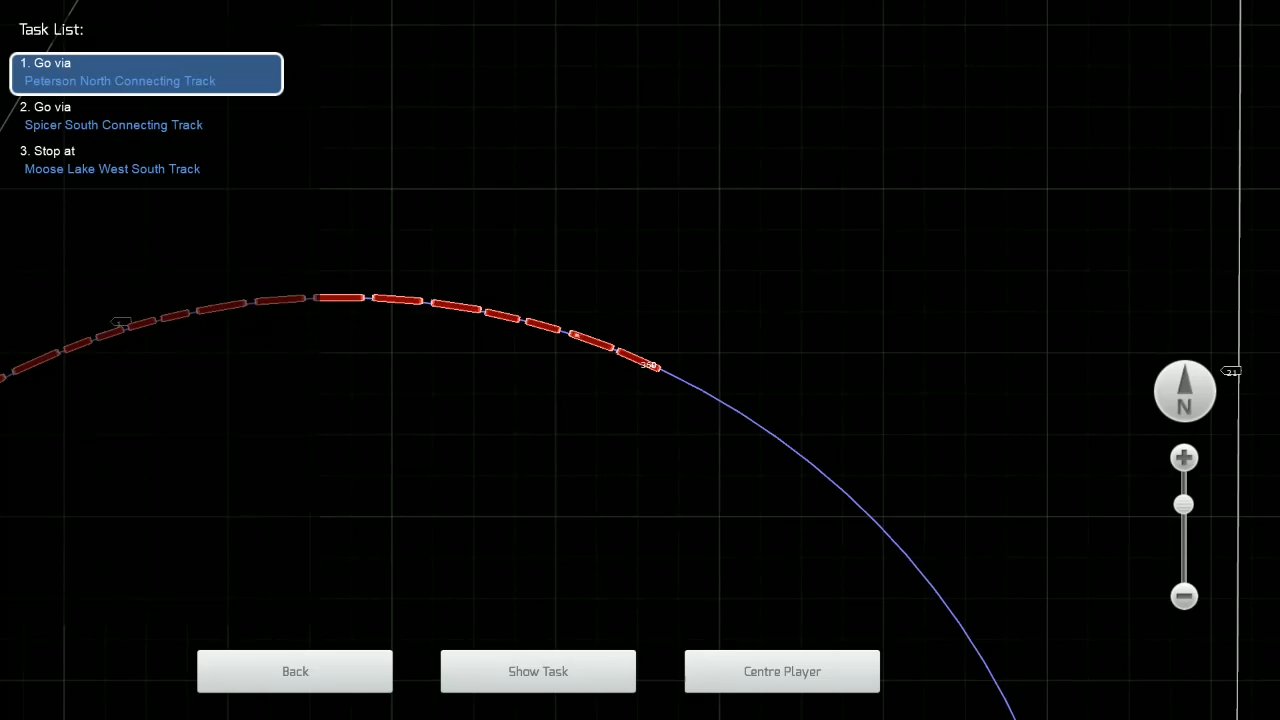 Task List:
1. Go via
Peterson North Connecting Track
2. Go via
Spicer South Connecting Track
3. Stop at
Moose Lake West South Track
21
N
Back
Show Task
Centre Player